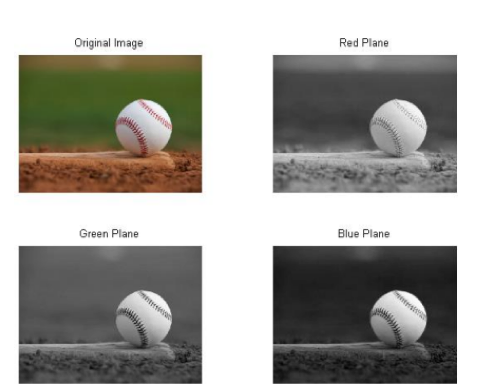 Original Image
Red Plane
Green Plane
Blue Plane